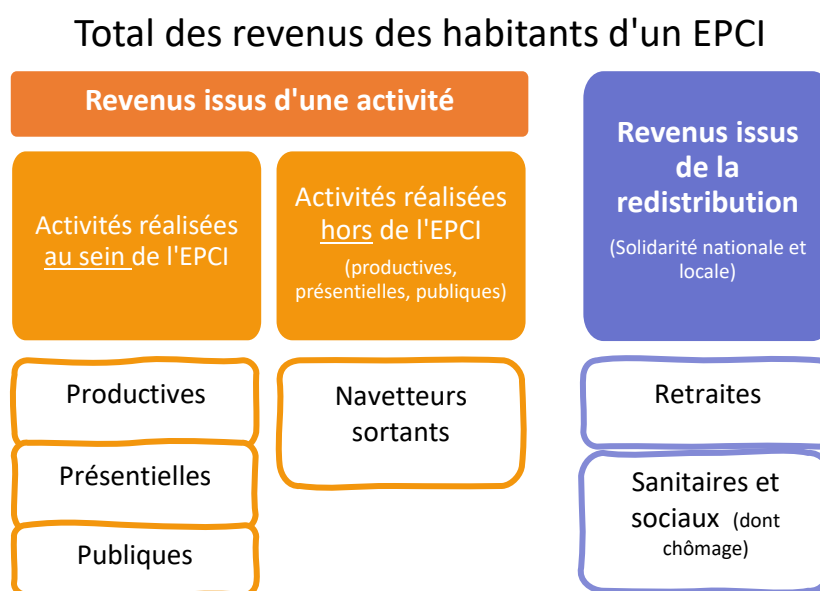 Total des revenus des habitants d'un EPCI
Revenus issus d'une activité
Activités réalisées
au sein de l'EPCI
Activités réalisées
hors de l'EPCI
(productives,
présentielles, publiques)
Revenus issus
de la
redistribution
(Solidarité nationale et
locale)
Productives
Présentielles
Publiques
Navetteurs
sortants
Retraites
Sanitaires et
sociaux (dont
chômage)